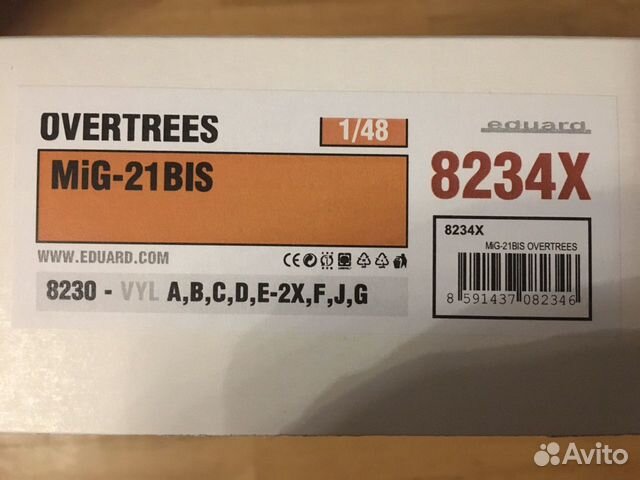 OVERTREES
1/48
eduard
MiG-21BIS
8234X
WWW.EDUARD.COM
8230 - VYL A,B,C,D,E-2X,F,J,G
8234X
MiG-21BIS OVERTREES
8 591437 082346
Avito